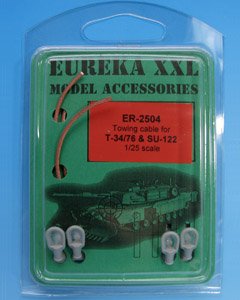 EUREKA XXL
MODEL ACCESSORIES
ER-2504
Towing cable for
T-34/76 & SU-122
1/25 scale